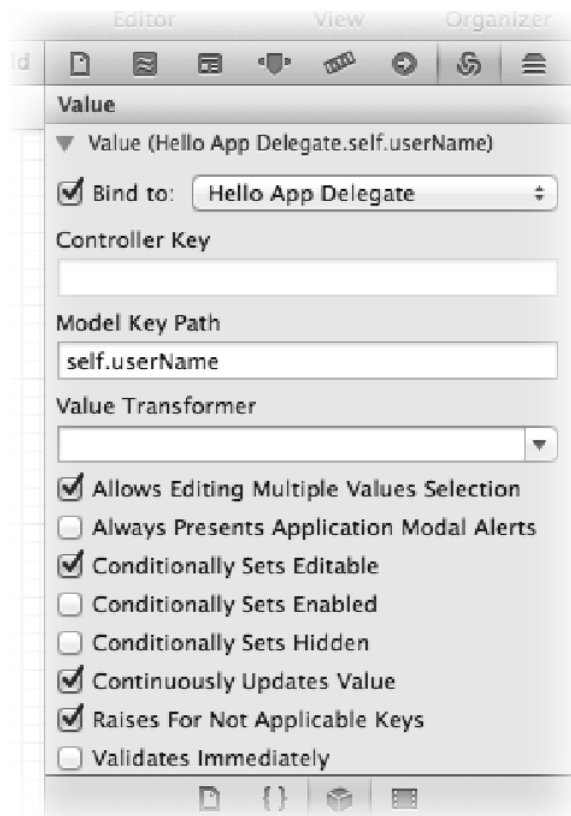 Editor View Organizer
ld
Value
Value (Hello App Delegate.self.userName)
Bind to: Hello App Delegate
Controller Key
Model Key Path
self.userName
Value Transformer
Allows Editing Multiple Values Selection
Always Presents Application Modal Alerts
Conditionally Sets Editable
Conditionally Sets Enabled
Conditionally Sets Hidden
Continuously Updates Value
Raises For Not Applicable Keys
Validates Immediately
{ }